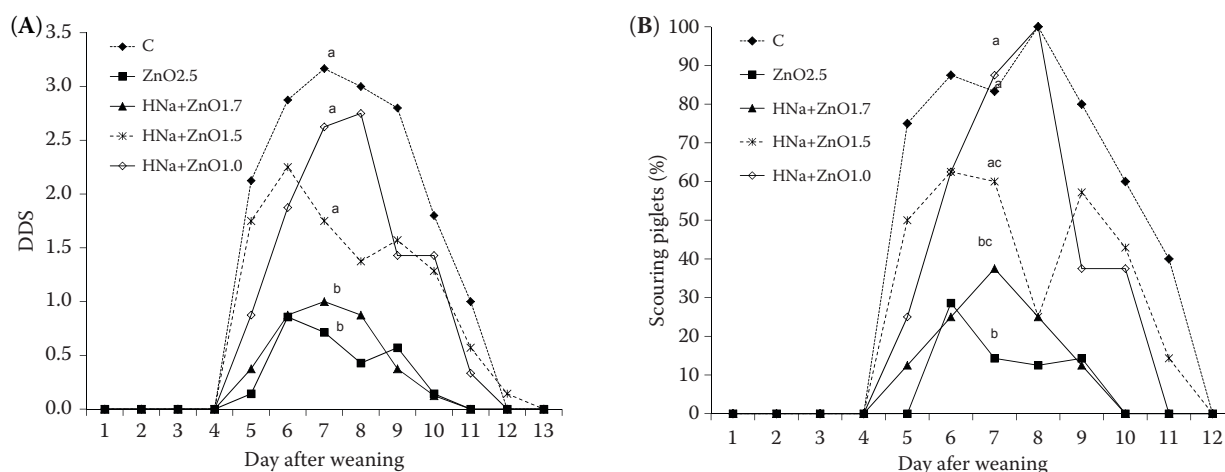 (A)
3.5
3.0
2.5
2.0
1.5
1.0
0.5
0.0
DDS
C
ZnO2.5
HNa+ZnO1.7
HNa+ZnO1.5
HNa+ZnO1.0
a
a
a
b
b
1 2 3 4 5 6 7 8 9 10 11 12 13
Day after weaning
(B)
100
90
80
70
60
50
40
30
20
10
0
Scouring piglets (%)
C
ZnO2.5
HNa+ZnO1.7
HNa+ZnO1.5
HNa+ZnO1.0
a
a
ac
bc
b
1 2 3 4 5 6 7 8 9 10 11 12
Day afer weaning